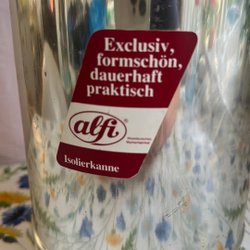 Exclusiv,
formschön,
dauerhaft
praktisch
alfi®
Isolierkanne